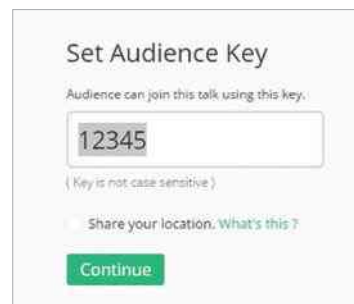 Set Audience Key
Audience can join this talk using this key.
12345
( Key is not case sensitive )
Share your location. What's this ?
Continue